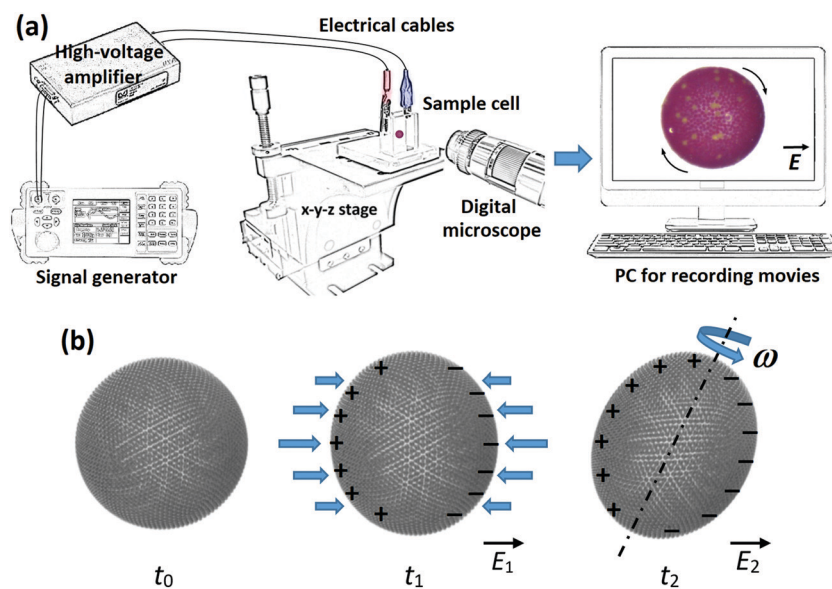 (a)
Electrical cables
High-voltage
amplifier
Sample cell
E
x-y-z stage
Digital
microscope
Signal generator
PC for recording movies
(b)
ω
+ − + −
+ − + −
+ − + −
+ − + −
+ − + −
+ − + −
+ − + −
E1
E2
t0
t1
t2